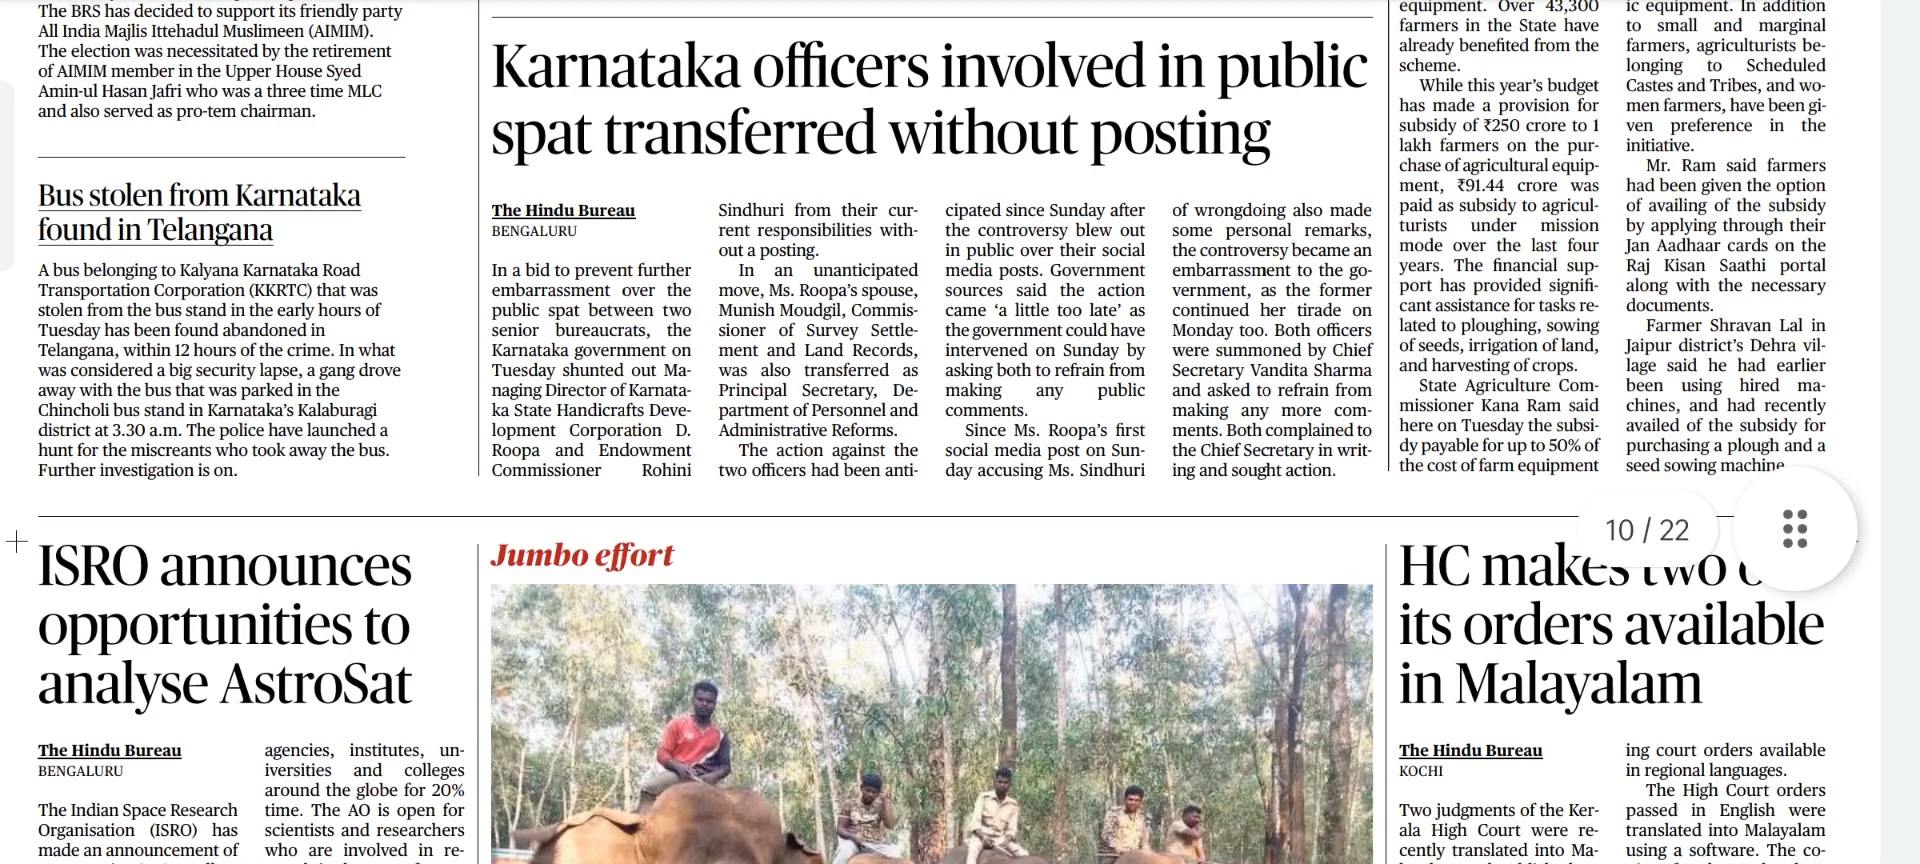 The BRS has decided to support its friendly party
All India Majlis Ittehadul Muslimeen (AIMIM).
The election was necessitated by the retirement
of AIMIM member in the Upper House Syed
Amin-ul Hasan Jafri who was a three time MLC
and also served as pro-tem chairman.
Bus stolen from Karnataka
found in Telangana
A bus belonging to Kalyana Karnataka Road
Transportation Corporation (KKRTC) that was
stolen from the bus stand in the early hours of
Tuesday has been found abandoned in
Telangana, within 12 hours of the crime. In what
was considered a big security lapse, a gang drove
away with the bus that was parked in the
Chincholi bus stand in Karnataka’s Kalaburagi
district at 3.30 a.m. The police have launched a
hunt for the miscreants who took away the bus.
Further investigation is on.
Karnataka officers involved in public
spat transferred without posting
The Hindu Bureau
BENGALURU
In a bid to prevent further
embarrassment over the
public spat between two
senior bureaucrats, the
Karnataka government on
Tuesday shunted out Ma-
naging Director of Karnata-
ka State Handicrafts Deve-
lopment Corporation D.
Roopa and Endowment
Commissioner Rohini
Sindhuri from their cur-
rent responsibilities with-
out a posting.
In an unanticipated
move, Ms. Roopa’s spouse,
Munish Moudgil, Commis-
sioner of Survey Settle-
ment and Land Records,
was also transferred as
Principal Secretary, De-
partment of Personnel and
Administrative Reforms.
The action against the
two officers had been anti-
cipated since Sunday after
the controversy blew out
in public over their social
media posts. Government
sources said the action
came ‘a little too late’ as
the government could have
intervened on Sunday by
asking both to refrain from
making any public
comments.
Since Ms. Roopa’s first
social media post on Sun-
day accusing Ms. Sindhuri
of wrongdoing also made
some personal remarks,
the controversy became an
embarrassment to the go-
vernment, as the former
continued her tirade on
Monday too. Both officers
were summoned by Chief
Secretary Vandita Sharma
and asked to refrain from
making any more com-
ments. Both complained to
the Chief Secretary in writ-
ing and sought action.
equipment. Over 43,300
farmers in the State have
already benefited from the
scheme.
While this year’s budget
has made a provision for
subsidy of ₹250 crore to 1
lakh farmers on the pur-
chase of agricultural equip-
ment, ₹91.44 crore was
paid as subsidy to agricul-
turists under mission
mode over the last four
years. The financial sup-
port has provided signifi-
cant assistance for tasks re-
lated to ploughing, sowing
of seeds, irrigation of land,
and harvesting of crops.
State Agriculture Com-
missioner Kana Ram said
here on Tuesday the subsi-
dy payable for up to 50% of
the cost of farm equipment
ic equipment. In addition
to small and marginal
farmers, agriculturists be-
longing to Scheduled
Castes and Tribes, and wo-
men farmers, have been gi-
ven preference in the
initiative.
Mr. Ram said farmers
had been given the option
of availing of the subsidy
by applying through their
Jan Aadhaar cards on the
Raj Kisan Saathi portal
along with the necessary
documents.
Farmer Shravan Lal in
Jaipur district’s Dehra vil-
lage said he had earlier
been using hired ma-
chines, and had recently
availed of the subsidy for
purchasing a plough and a
seed sowing machine
10 / 22
ISRO announces
opportunities to
analyse AstroSat
The Hindu Bureau
BENGALURU
The Indian Space Research
Organisation (ISRO) has
made an announcement of
agencies, institutes, un-
iversities and colleges
around the globe for 20%
time. The AO is open for
scientists and researchers
who are involved in re-
Jumbo effort
HC makes two
its orders available
in Malayalam
The Hindu Bureau
KOCHI
Two judgments of the Ker-
ala High Court were re-
cently translated into Ma-
ing court orders available
in regional languages.
The High Court orders
passed in English were
translated into Malayalam
using a software. The co-